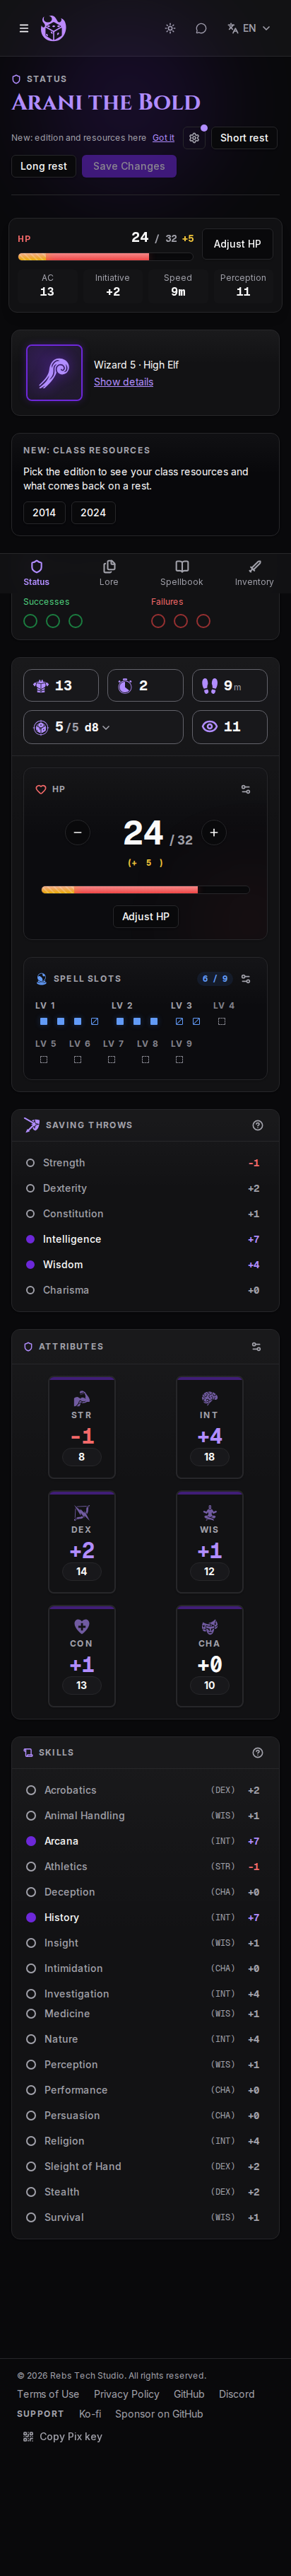 EN
STATUS
Arani the Bold
New: edition and resources here Got it Short rest
Long rest Save Changes
HP 24 / 32 +5 Adjust HP
AC Initiative Speed Perception
13 +2 9m 11
Wizard 5 · High Elf
Show details
NEW: CLASS RESOURCES
Pick the edition to see your class resources and
what comes back on a rest.
2014 2024
Status Lore Spellbook Inventory
Successes Failures
13 2 9m
5/5 d8 11
HP
24 / 32
(+ 5 )
Adjust HP
SPELL SLOTS 6 / 9
LV 1 LV 2 LV 3 LV 4
LV 5 LV 6 LV 7 LV 8 LV 9
SAVING THROWS
Strength -1
Dexterity +2
Constitution +1
Intelligence +7
Wisdom +4
Charisma +0
ATTRIBUTES
STR INT
-1 +4
8 18
DEX WIS
+2 +1
14 12
CON CHA
+1 +0
13 10
SKILLS
Acrobatics (DEX) +2
Animal Handling (WIS) +1
Arcana (INT) +7
Athletics (STR) -1
Deception (CHA) +0
History (INT) +7
Insight (WIS) +1
Intimidation (CHA) +0
Investigation (INT) +4
Medicine (WIS) +1
Nature (INT) +4
Perception (WIS) +1
Performance (CHA) +0
Persuasion (CHA) +0
Religion (INT) +4
Sleight of Hand (DEX) +2
Stealth (DEX) +2
Survival (WIS) +1
© 2026 Rebs Tech Studio. All rights reserved.
Terms of Use Privacy Policy GitHub Discord
SUPPORT Ko-fi Sponsor on GitHub
Copy Pix key